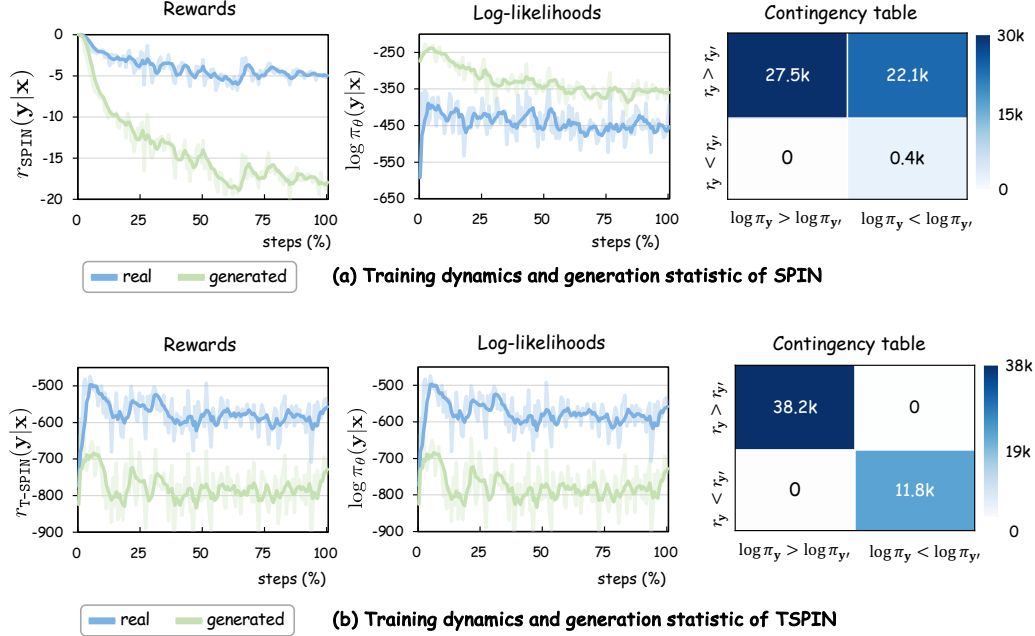 Rewards
Log-likelihoods
Contingency table
r_SPIN(y|x)
0
-5
-10
-15
-20
0 25 50 75 100
steps (%)
log π_θ(y|x)
-250
-350
-450
-550
-650
0 25 50 75 100
steps (%)
r_y > r_y′
r_y < r_y′
27.5k 22.1k
0 0.4k
log π_y > log π_y′ log π_y < log π_y′
30k
15k
0
real generated
(a) Training dynamics and generation statistic of SPIN
Rewards
Log-likelihoods
Contingency table
r_T-SPIN(y|x)
-500
-600
-700
-800
-900
0 25 50 75 100
steps (%)
log π_θ(y|x)
-500
-600
-700
-800
-900
0 25 50 75 100
steps (%)
r_y > r_y′
r_y < r_y′
38.2k 0
0 11.8k
log π_y > log π_y′ log π_y < log π_y′
38k
19k
0
real generated
(b) Training dynamics and generation statistic of TSPIN